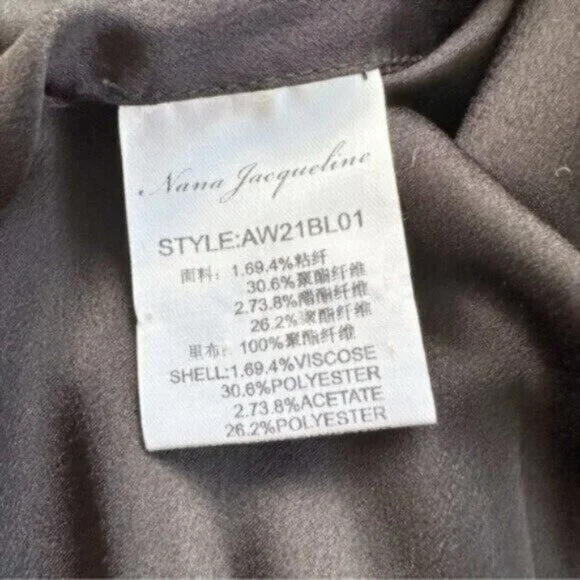 Nana Jacqueline
STYLE:AW21BL01
面料：1.69.4%粘纤
30.6%聚酯纤维
2.73.8%醋酯纤维
26.2%聚酯纤维
里布：100%聚酯纤维
SHELL:1.69.4%VISCOSE
30.6%POLYESTER
2.73.8%ACETATE
26.2%POLYESTER